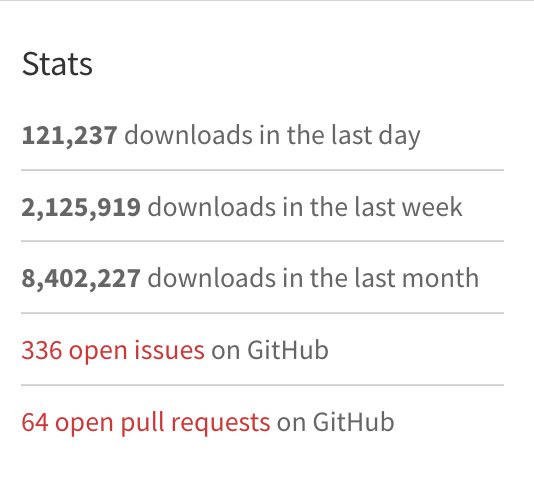 Stats
121,237 downloads in the last day
2,125,919 downloads in the last week
8,402,227 downloads in the last month
336 open issues on GitHub
64 open pull requests on GitHub